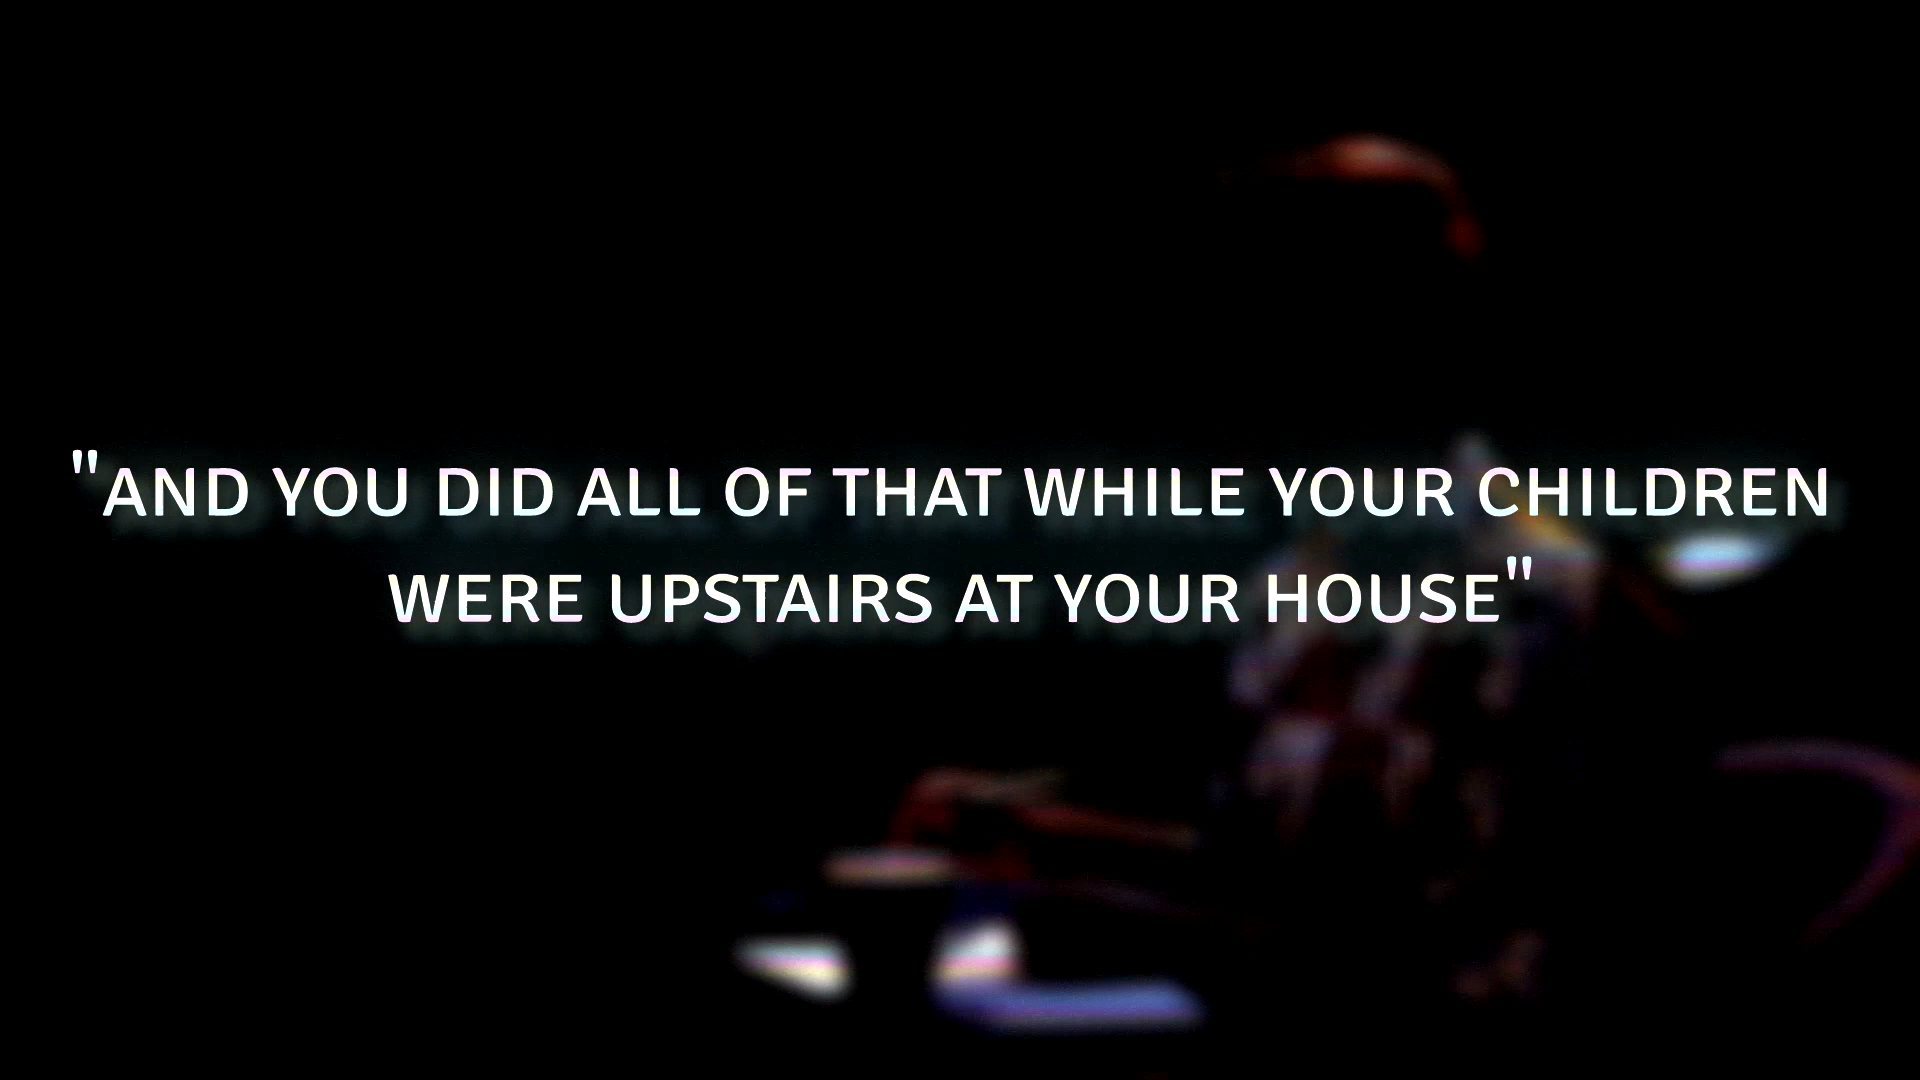 "AND YOU DID ALL OF THAT WHILE YOUR CHILDREN
WERE UPSTAIRS AT YOUR HOUSE"